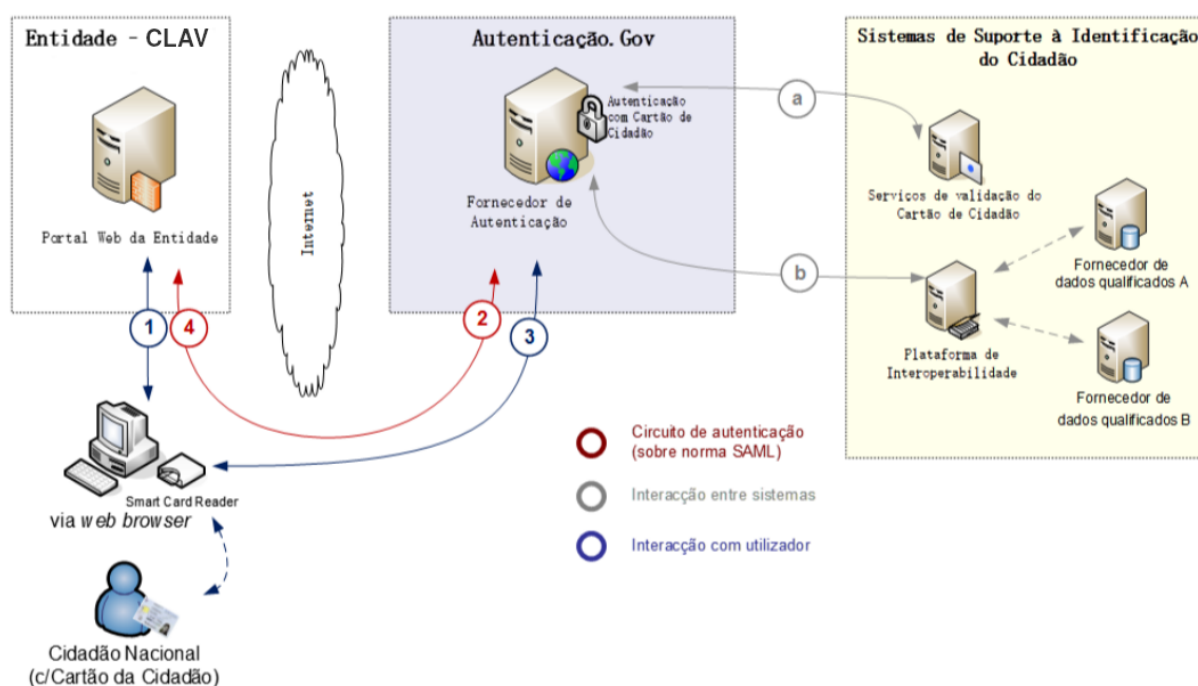 Entidade - CLAV
Portal Web da Entidade
Internet
Autenticação.Gov
Autenticação
com Cartão de
Cidadão
Fornecedor de
Autenticação
Sistemas de Suporte à Identificação
do Cidadão
a
Serviços de validação do
Cartão de Cidadão
b
Plataforma de
Interoperabilidade
Fornecedor de
dados qualificados A
Fornecedor de
dados qualificados B
1
4
2
3
Smart Card Reader
via web browser
Cidadão Nacional
(c/Cartão da Cidadão)
Circuito de autenticação
(sobre norma SAML)
Interacção entre sistemas
Interacção com utilizador